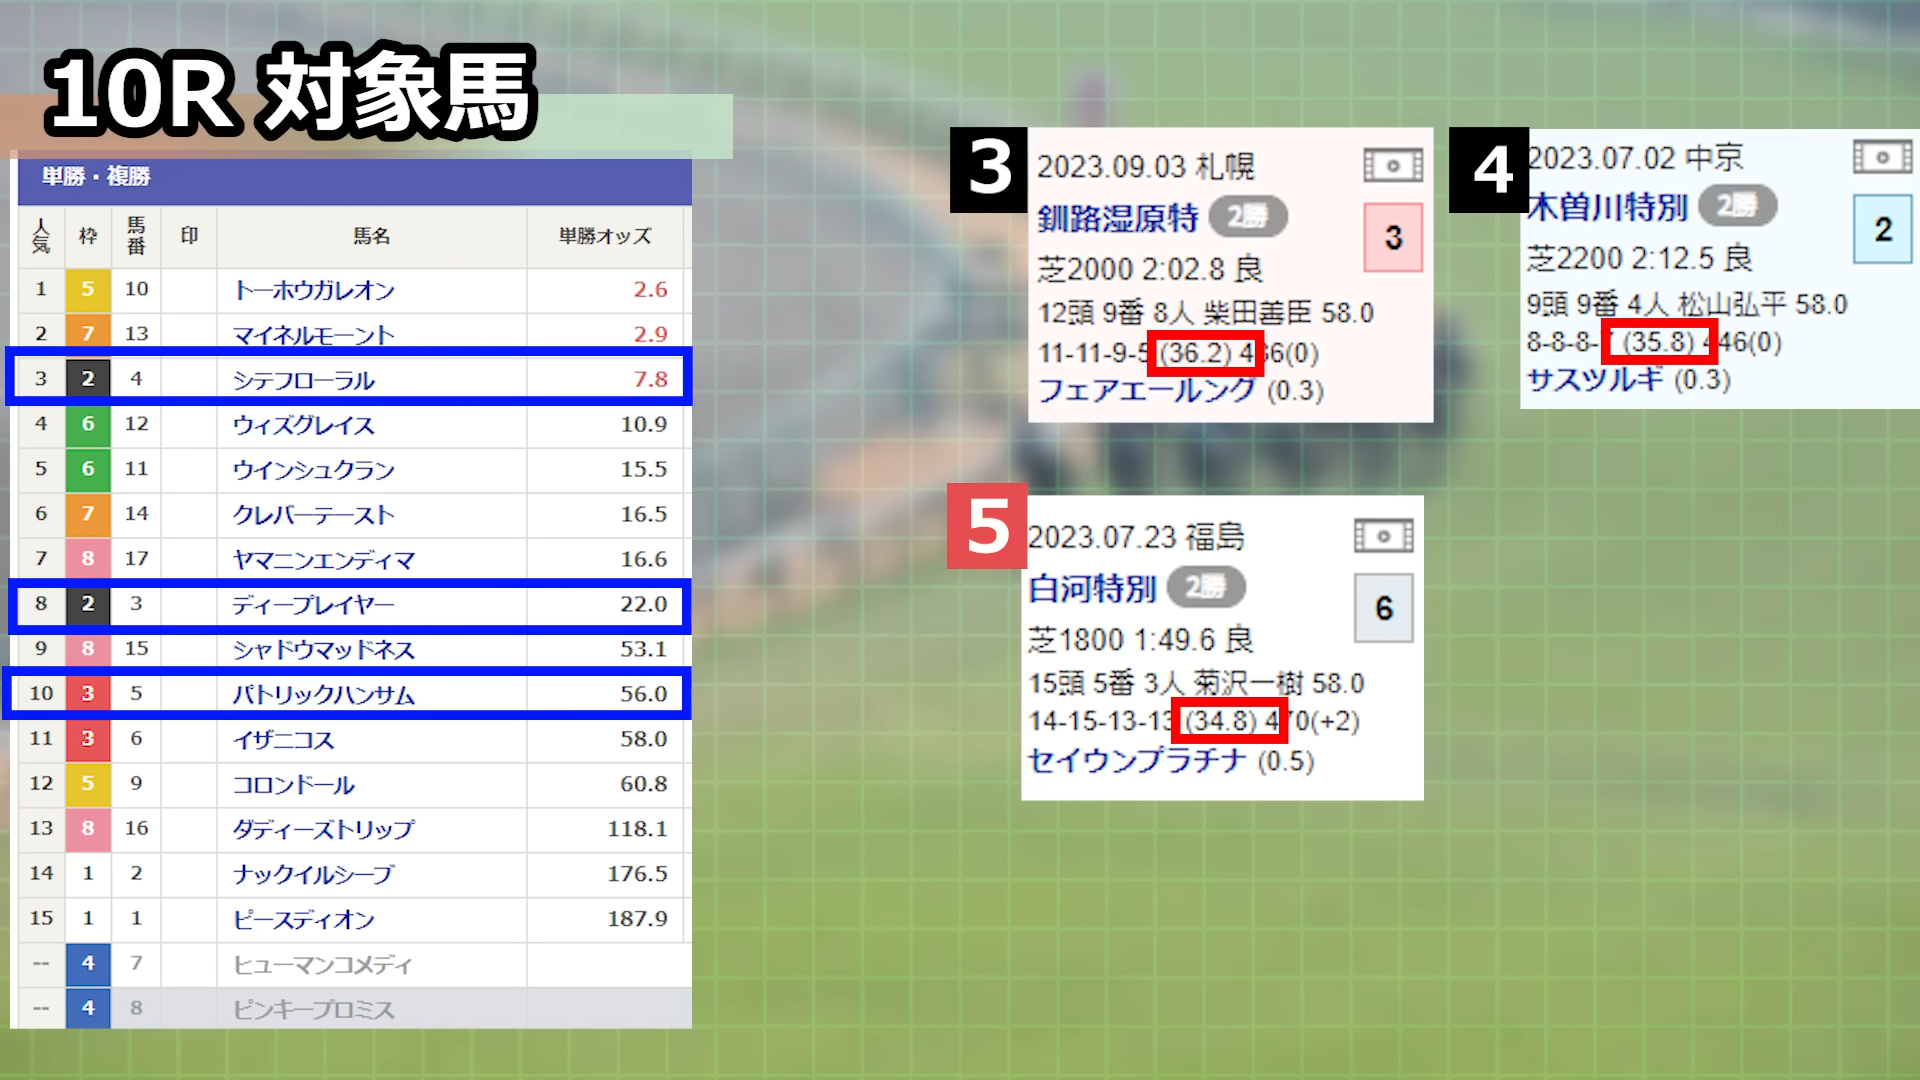 10R 対象馬
単勝・複勝
人気 枠 馬番 印 馬名 単勝オッズ
1 5 10 トーホウガレオン 2.6
2 7 13 マイネルモーント 2.9
3 2 4 シテフローラル 7.8
4 6 12 ウィズグレイス 10.9
5 6 11 ウインシュクラン 15.5
6 7 14 クレバーテースト 16.5
7 8 17 ヤマニンエンディマ 16.6
8 2 3 ディープレイヤー 22.0
9 8 15 シャドウマッドネス 53.1
10 3 5 パトリックハンサム 56.0
11 3 6 イザニコス 58.0
12 5 9 コロンドール 60.8
13 8 16 ダディーズトリップ 118.1
14 1 2 ナックイルシーブ 176.5
15 1 1 ピースディオン 187.9
-- 4 7 ヒューマンコメディ
-- 4 8 ピンキープロミス
3
2023.09.03 札幌
釧路湿原特 2勝
3
芝2000 2:02.8 良
12頭 9番 8人 柴田善臣 58.0
11-11-9-5 (36.2) 4 6(0)
フェアエールング (0.3)
4
2023.07.02 中京
木曽川特別 2勝
2
芝2200 2:12.5 良
9頭 9番 4人 松山弘平 58.0
8-8-8-7 (35.8) 446(0)
サスツルギ (0.3)
5
2023.07.23 福島
白河特別 2勝
6
芝1800 1:49.6 良
15頭 5番 3人 菊沢一樹 58.0
14-15-13-13 (34.8) 470(+2)
セイウンプラチナ (0.5)